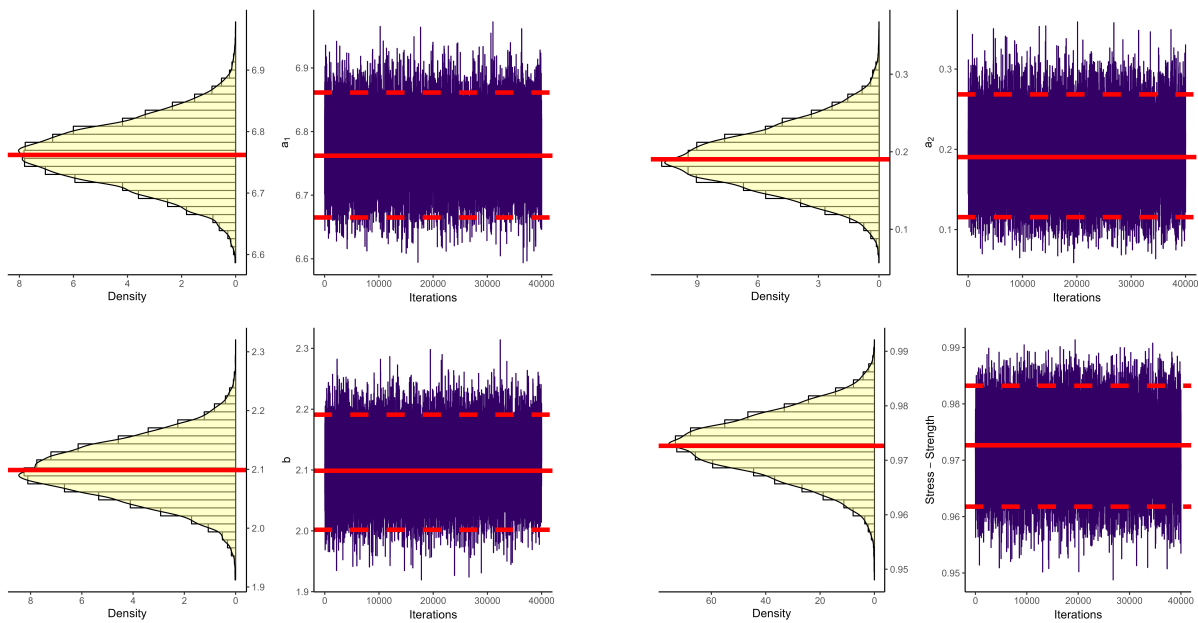 6.9
6.8
6.7
6.6
8 6 4 2 0
Density
a1
6.9
6.8
6.7
6.6
0 10000 20000 30000 40000
Iterations
0.3
0.2
0.1
9 6 3 0
Density
a2
0.3
0.2
0.1
0 10000 20000 30000 40000
Iterations
2.3
2.2
2.1
2.0
1.9
8 6 4 2 0
Density
b
2.3
2.2
2.1
2.0
1.9
0 10000 20000 30000 40000
Iterations
0.99
0.98
0.97
0.96
0.95
60 40 20 0
Density
Stress − Strength
0.99
0.98
0.97
0.96
0.95
0 10000 20000 30000 40000
Iterations